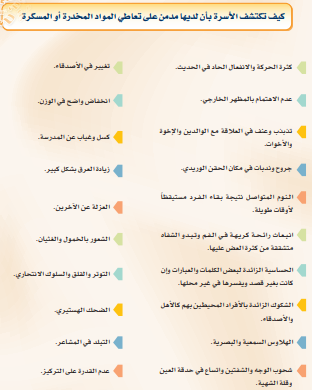 كيف تكتشف الأسرة بأن لديها مدمن على تعاطي المواد المخدرة أو المسكرة
كثرة الحركة والانفعال الحاد في الحديث.
عدم الاهتمام بالمظهر الخارجي.
تذبذب وعنف في العلاقة مع الوالدين والإخوة
والأخوات.
جروح وندبات في مكان الحقن الوريدي.
النوم المتواصل نتيجة بقاء الفرد مستيقظاً
لأوقات طويلة.
انبعاث رائحة كريهة في الفم وتبدو الشفاه
متشققة من كثرة العض عليها.
الحساسية الزائدة لبعض الكلمات والعبارات وإن
كانت بغير قصد ويفسرها في غير محلها.
الشكوك الزائدة بالأفراد المحيطين بهم كالأهل
والأصدقاء.
الهلاوس السمعية والبصرية.
شحوب الوجه والشفتين واتساع في حدقة العين
وقلة الشهية.
تغيير في الأصدقاء.
انخفاض واضح في الوزن.
كسل وغياب عن المدرسة.
زيادة العرق بشكل كبير.
العزلة عن الآخرين.
الشعور بالخمول والغثيان.
التوتر والقلق والسلوك الانتحاري.
الضحك الهستيري.
التبلد في المشاعر.
عدم القدرة على التركيز.